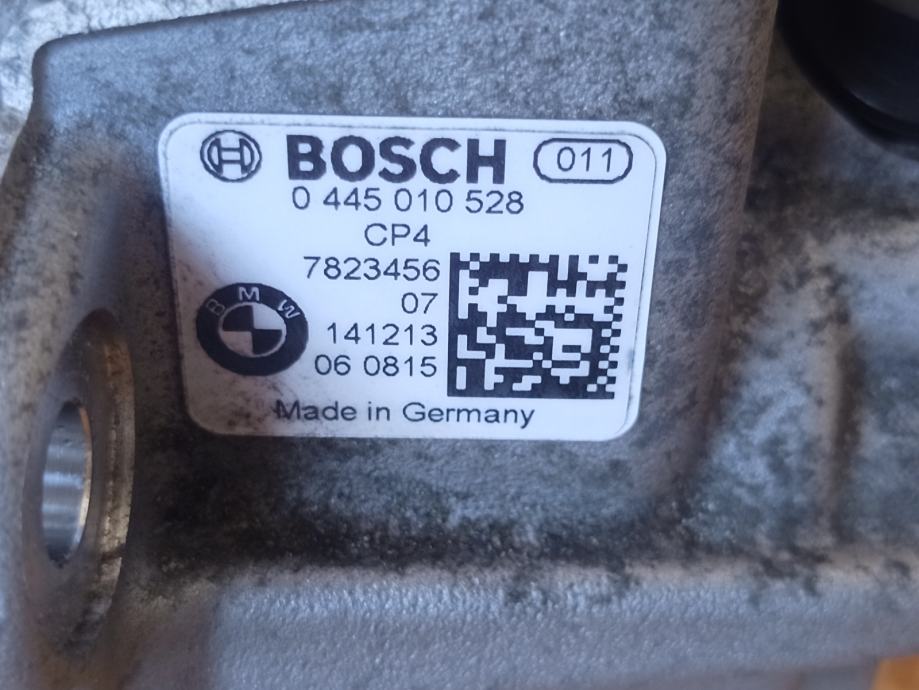 BOSCH 011
0 445 010 528
CP4
7823456
07
BMW
141213
06 0815
Made in Germany